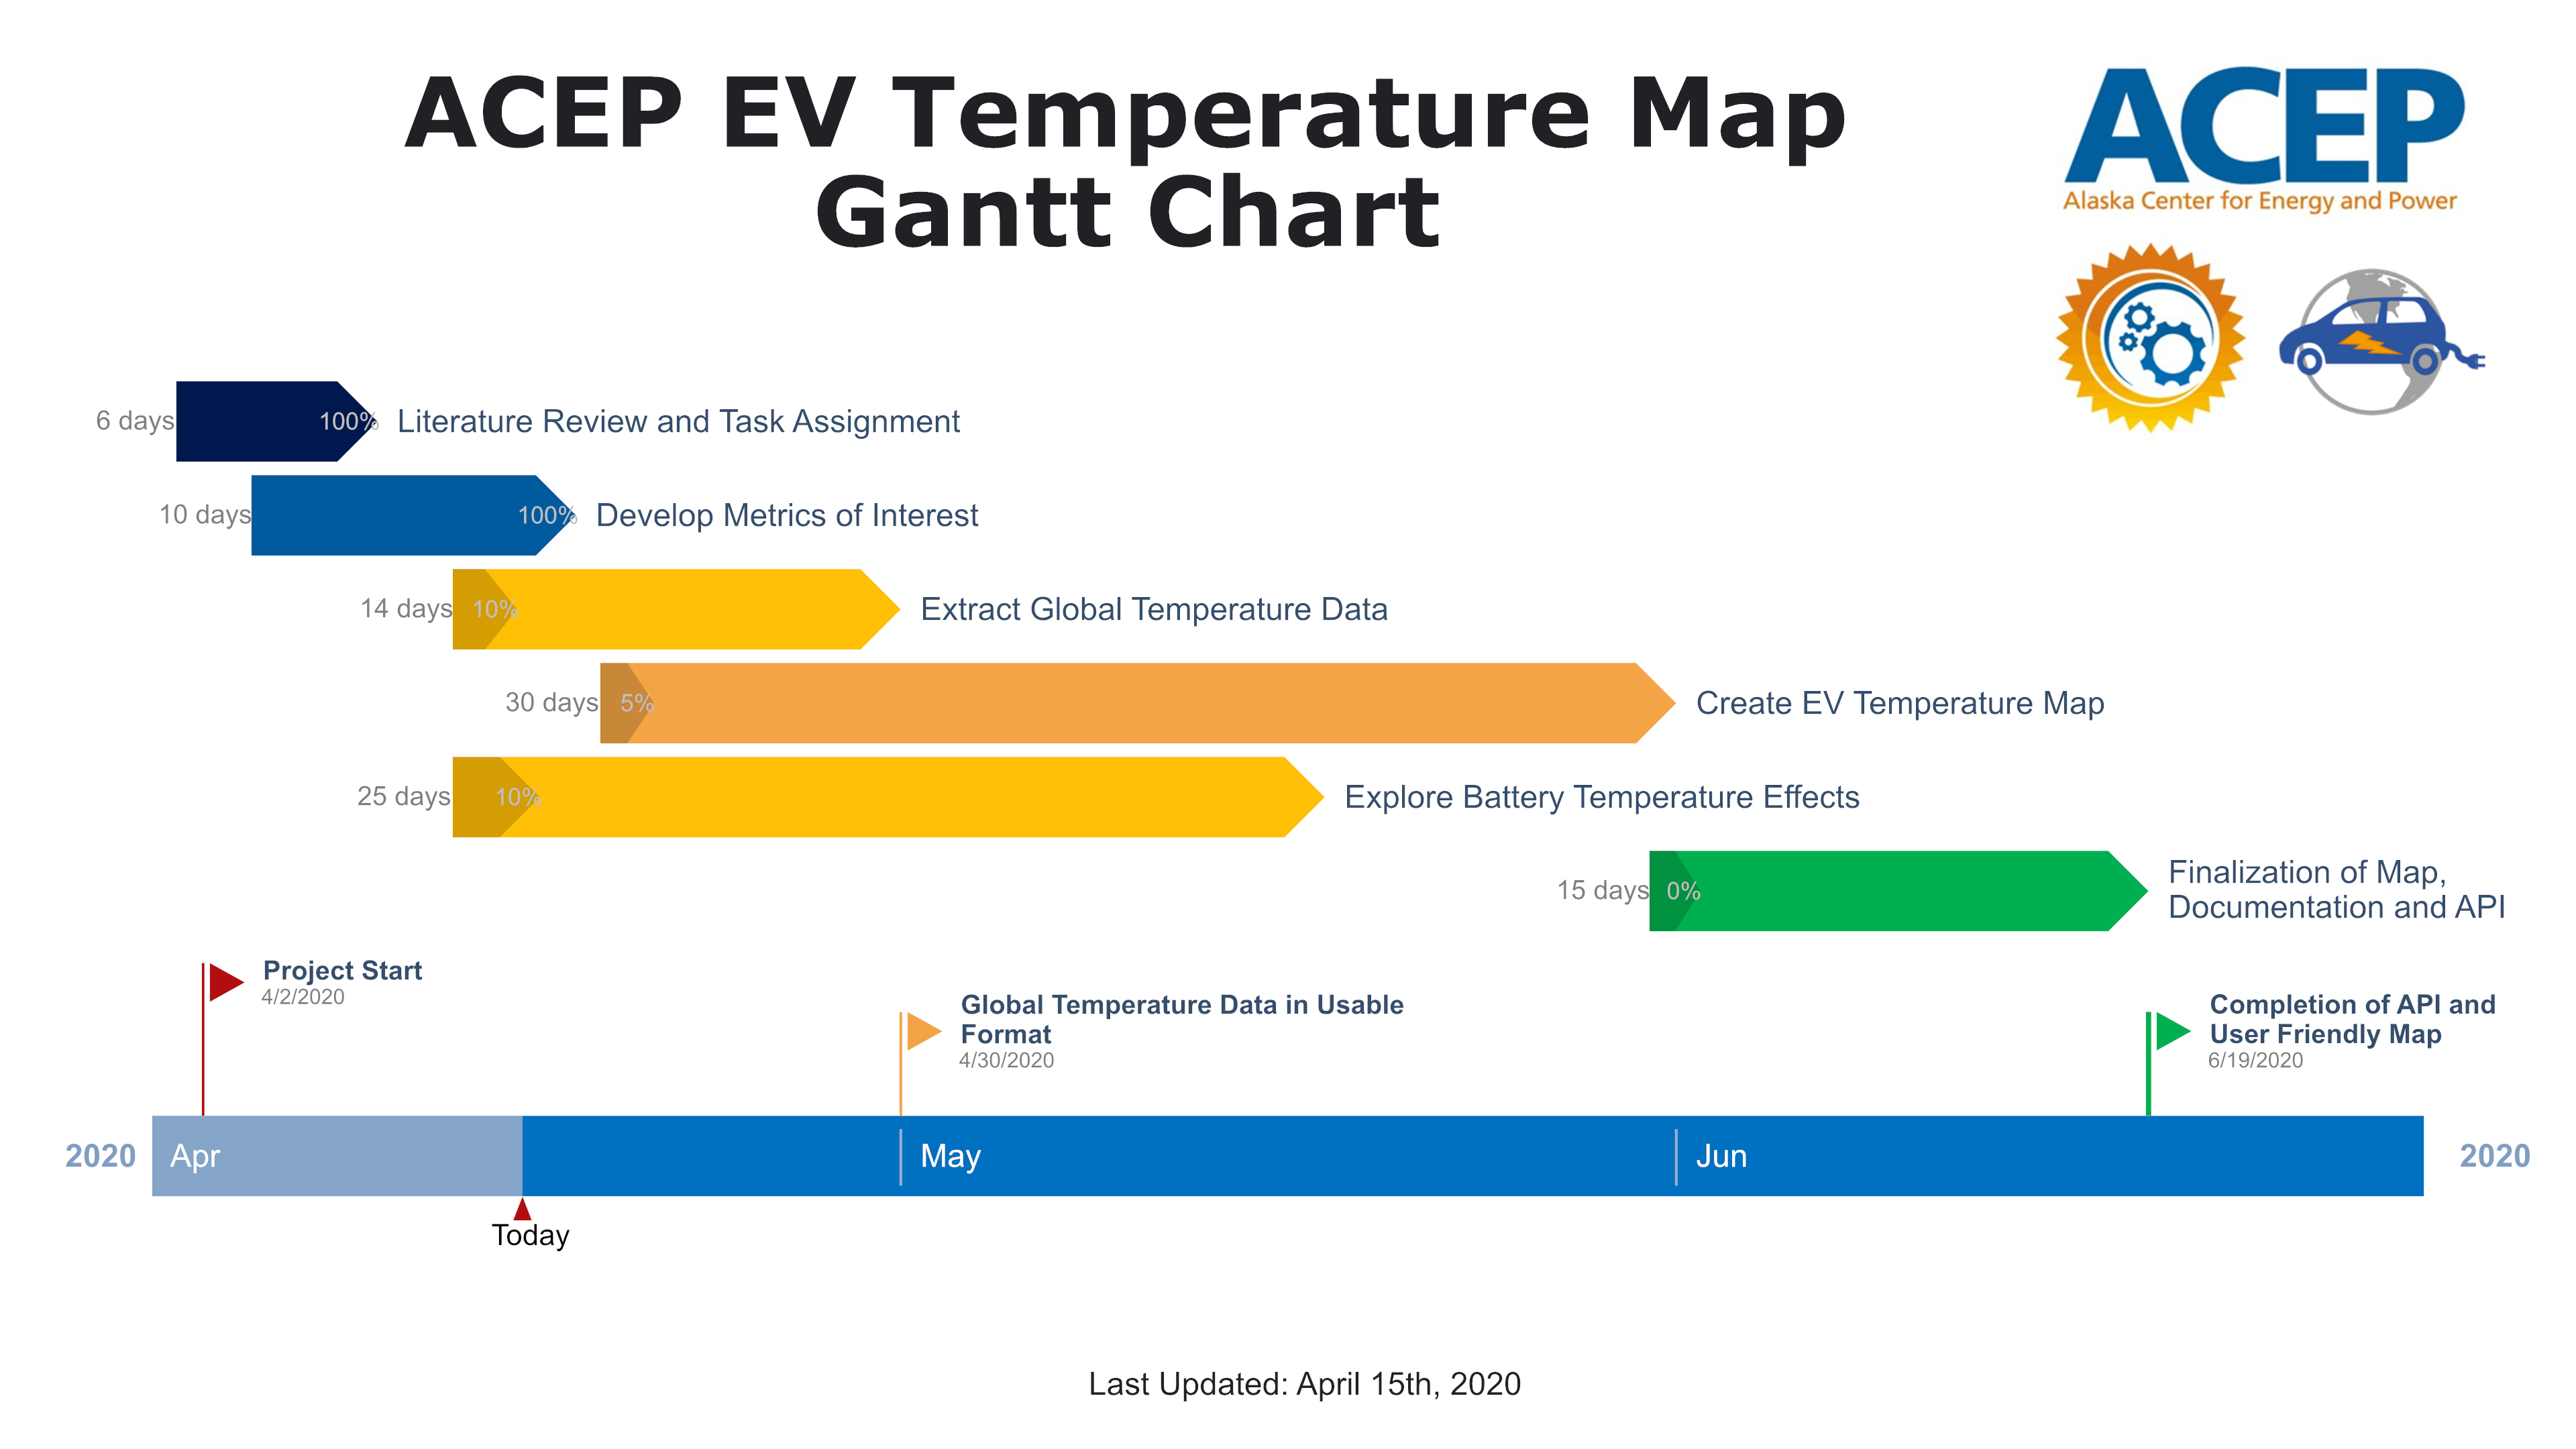 ACEP EV Temperature Map
Gantt Chart
ACEP
Alaska Center for Energy and Power
6 days
100%
Literature Review and Task Assignment
10 days
100%
Develop Metrics of Interest
14 days
10%
Extract Global Temperature Data
30 days
5%
Create EV Temperature Map
25 days
10%
Explore Battery Temperature Effects
15 days
0%
Finalization of Map,
Documentation and API
Project Start
4/2/2020
Global Temperature Data in Usable
Format
4/30/2020
Completion of API and
User Friendly Map
6/19/2020
2020
Apr
May
Jun
2020
Today
Last Updated: April 15th, 2020